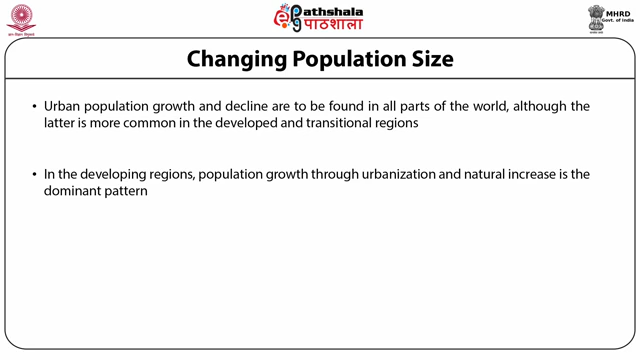 Pathshala
पाठशाला
MHRD
Govt. of India
Changing Population Size
• Urban population growth and decline are to be found in all parts of the world, although the
latter is more common in the developed and transitional regions
• In the developing regions, population growth through urbanization and natural increase is the
dominant pattern